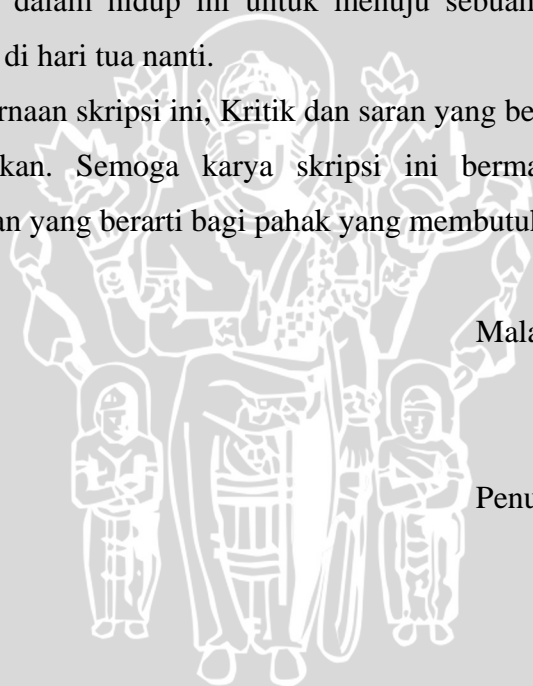 dalam hidup ini untuk menuju sebuah
di hari tua nanti.
rnaan skripsi ini, Kritik dan saran yang be
kan. Semoga karya skripsi ini berma
an yang berarti bagi pahak yang membutul
Mala
Penu